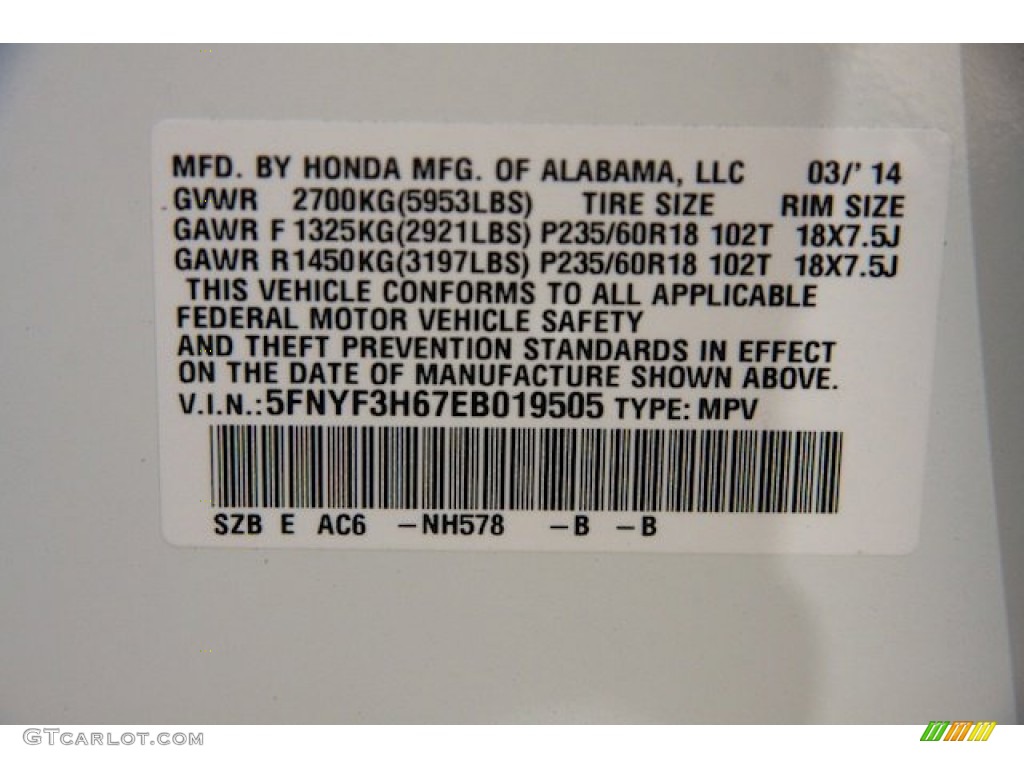 MFD. BY HONDA MFG. OF ALABAMA, LLC 03/' 14
GVWR 2700KG(5953LBS) TIRE SIZE RIM SIZE
GAWR F 1325KG(2921LBS) P235/60R18 102T 18X7.5J
GAWR R1450KG(3197LBS) P235/60R18 102T 18X7.5J
THIS VEHICLE CONFORMS TO ALL APPLICABLE
FEDERAL MOTOR VEHICLE SAFETY
AND THEFT PREVENTION STANDARDS IN EFFECT
ON THE DATE OF MANUFACTURE SHOWN ABOVE.
V.I.N.:5FNYF3H67EB019505 TYPE: MPV
SZB E AC6 –NH578 –B –B
GTCARLOT.COM